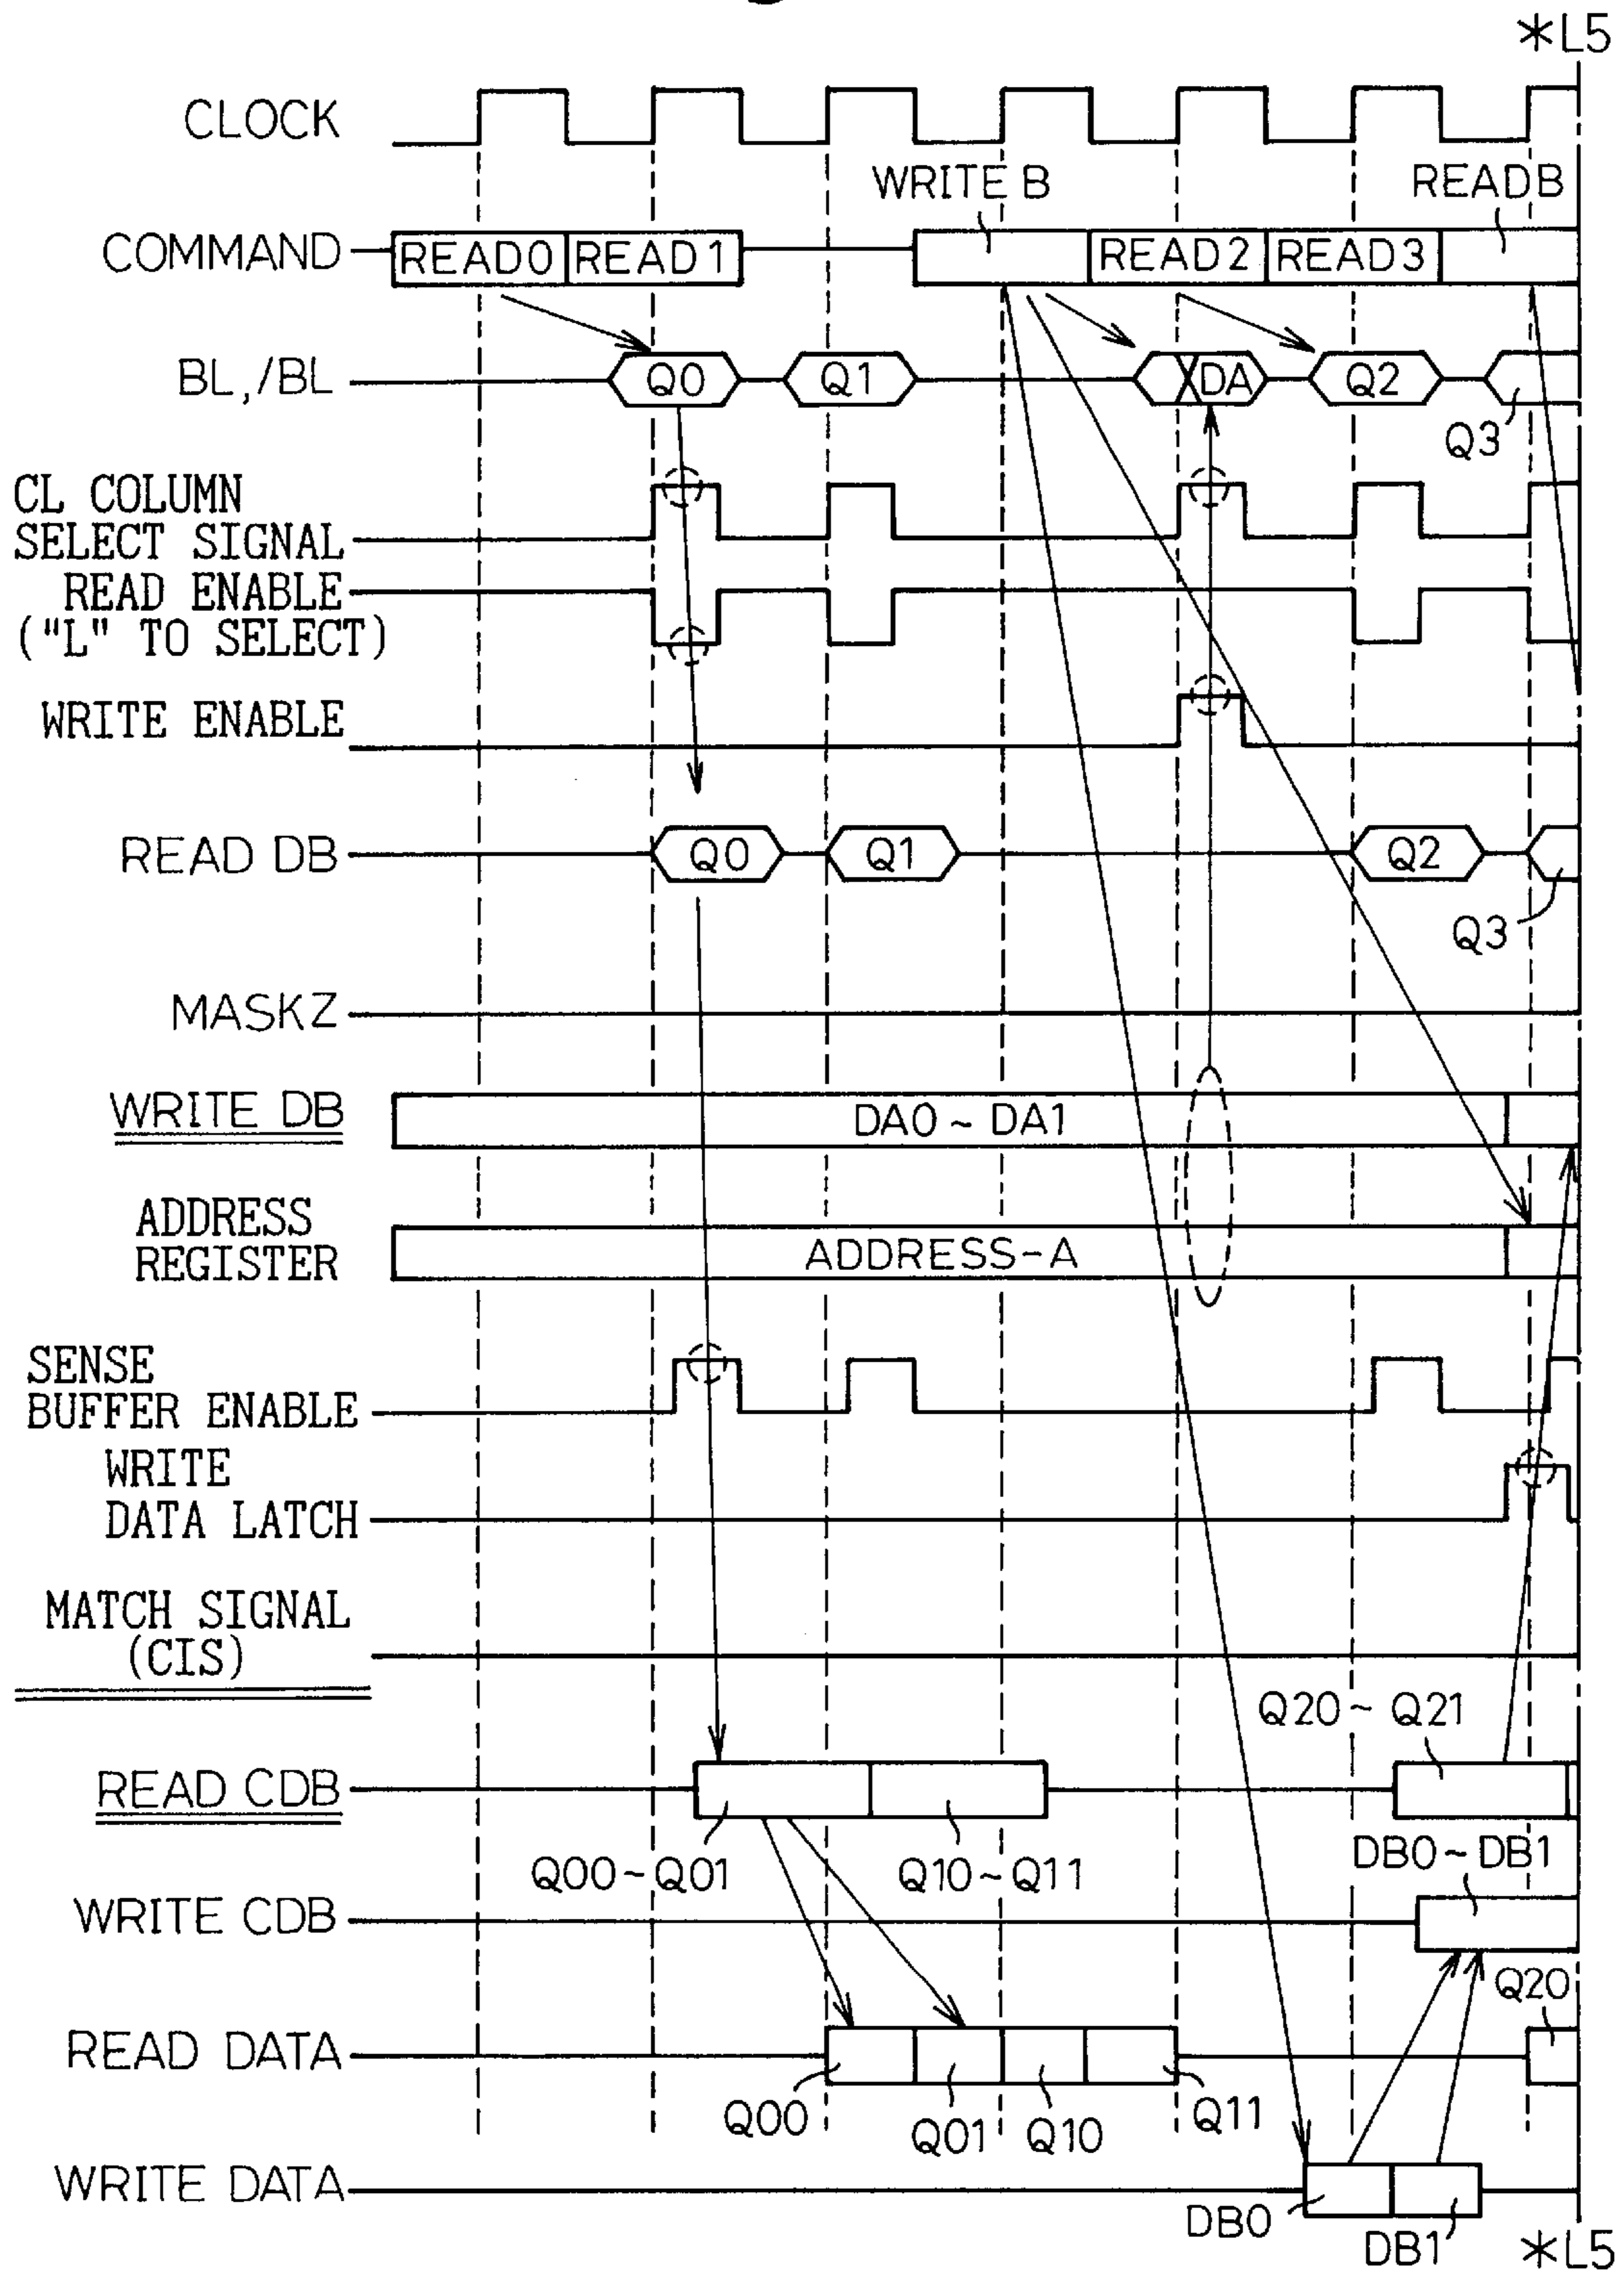 *L5
CLOCK
WRITE B
READB
COMMAND
READ0
READ1
READ2
READ3
BL,/BL
Q0
Q1
DA
Q2
Q3
CL COLUMN
SELECT SIGNAL
READ ENABLE
("L" TO SELECT)
WRITE ENABLE
READ DB
Q0
Q1
Q2
Q3
MASKZ
WRITE DB
DA0 ~ DA1
ADDRESS
REGISTER
ADDRESS-A
SENSE
BUFFER ENABLE
WRITE
DATA LATCH
MATCH SIGNAL
(CIS)
Q20 ~ Q21
READ CDB
Q00~Q01
Q10~Q11
DB0~DB1
WRITE CDB
Q20
READ DATA
Q00
Q01
Q10
Q11
WRITE DATA
DB0
DB1
*L5